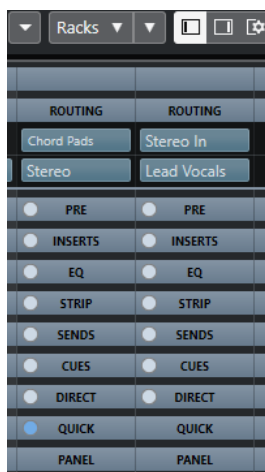 Racks
ROUTING ROUTING
Chord Pads Stereo In
Stereo Lead Vocals
PRE PRE
INSERTS INSERTS
EQ EQ
STRIP STRIP
SENDS SENDS
CUES CUES
DIRECT DIRECT
QUICK QUICK
PANEL PANEL